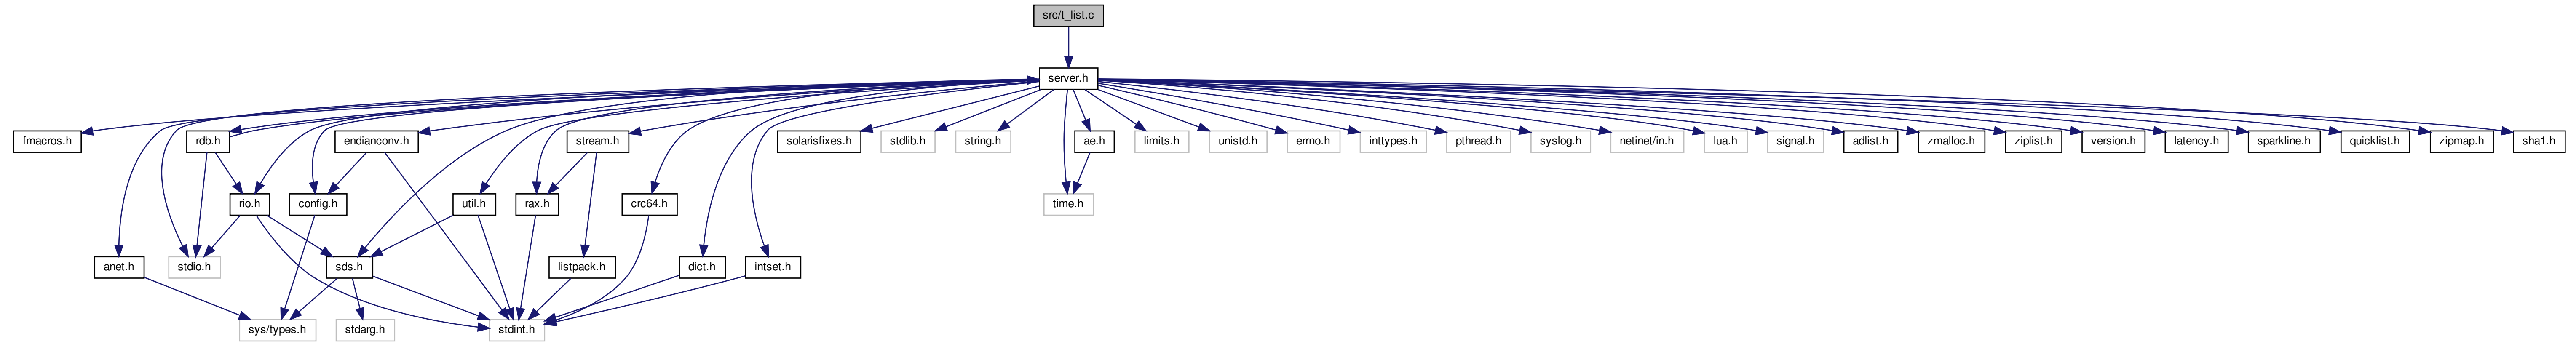 src/t_list.c
server.h
fmacros.h
rdb.h
endianconv.h
stream.h
solarisfixes.h
stdlib.h
string.h
ae.h
limits.h
unistd.h
errno.h
inttypes.h
pthread.h
syslog.h
netinet/in.h
lua.h
signal.h
adlist.h
zmalloc.h
ziplist.h
version.h
latency.h
sparkline.h
quicklist.h
zipmap.h
sha1.h
rio.h
config.h
util.h
rax.h
crc64.h
time.h
anet.h
stdio.h
sds.h
listpack.h
dict.h
intset.h
sys/types.h
stdarg.h
stdint.h